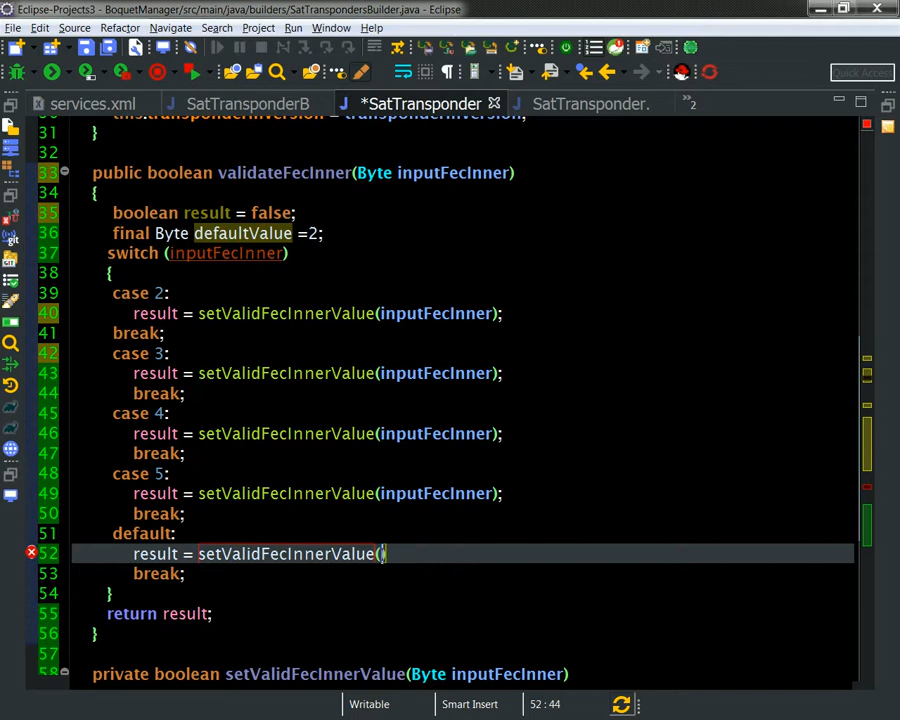 Eclipse-Projects3 - BoquetManager/src/main/java/builders/SatTranspondersBuilder.java - Eclipse
File Edit Source Refactor Navigate Search Project Run Window Help
Quick Access
services.xml SatTransponderB *SatTransponder SatTransponder. »2
31 }
32
33 public boolean validateFecInner(Byte inputFecInner)
34 {
35 boolean result = false;
36 final Byte defaultValue =2;
37 switch (inputFecInner)
38 {
39 case 2:
40 result = setValidFecInnerValue(inputFecInner);
41 break;
42 case 3:
43 result = setValidFecInnerValue(inputFecInner);
44 break;
45 case 4:
46 result = setValidFecInnerValue(inputFecInner);
47 break;
48 case 5:
49 result = setValidFecInnerValue(inputFecInner);
50 break;
51 default:
52 result = setValidFecInnerValue()
53 break;
54 }
55 return result;
56 }
57
58 private boolean setValidFecInnerValue(Byte inputFecInner)
Writable Smart Insert 52 : 44